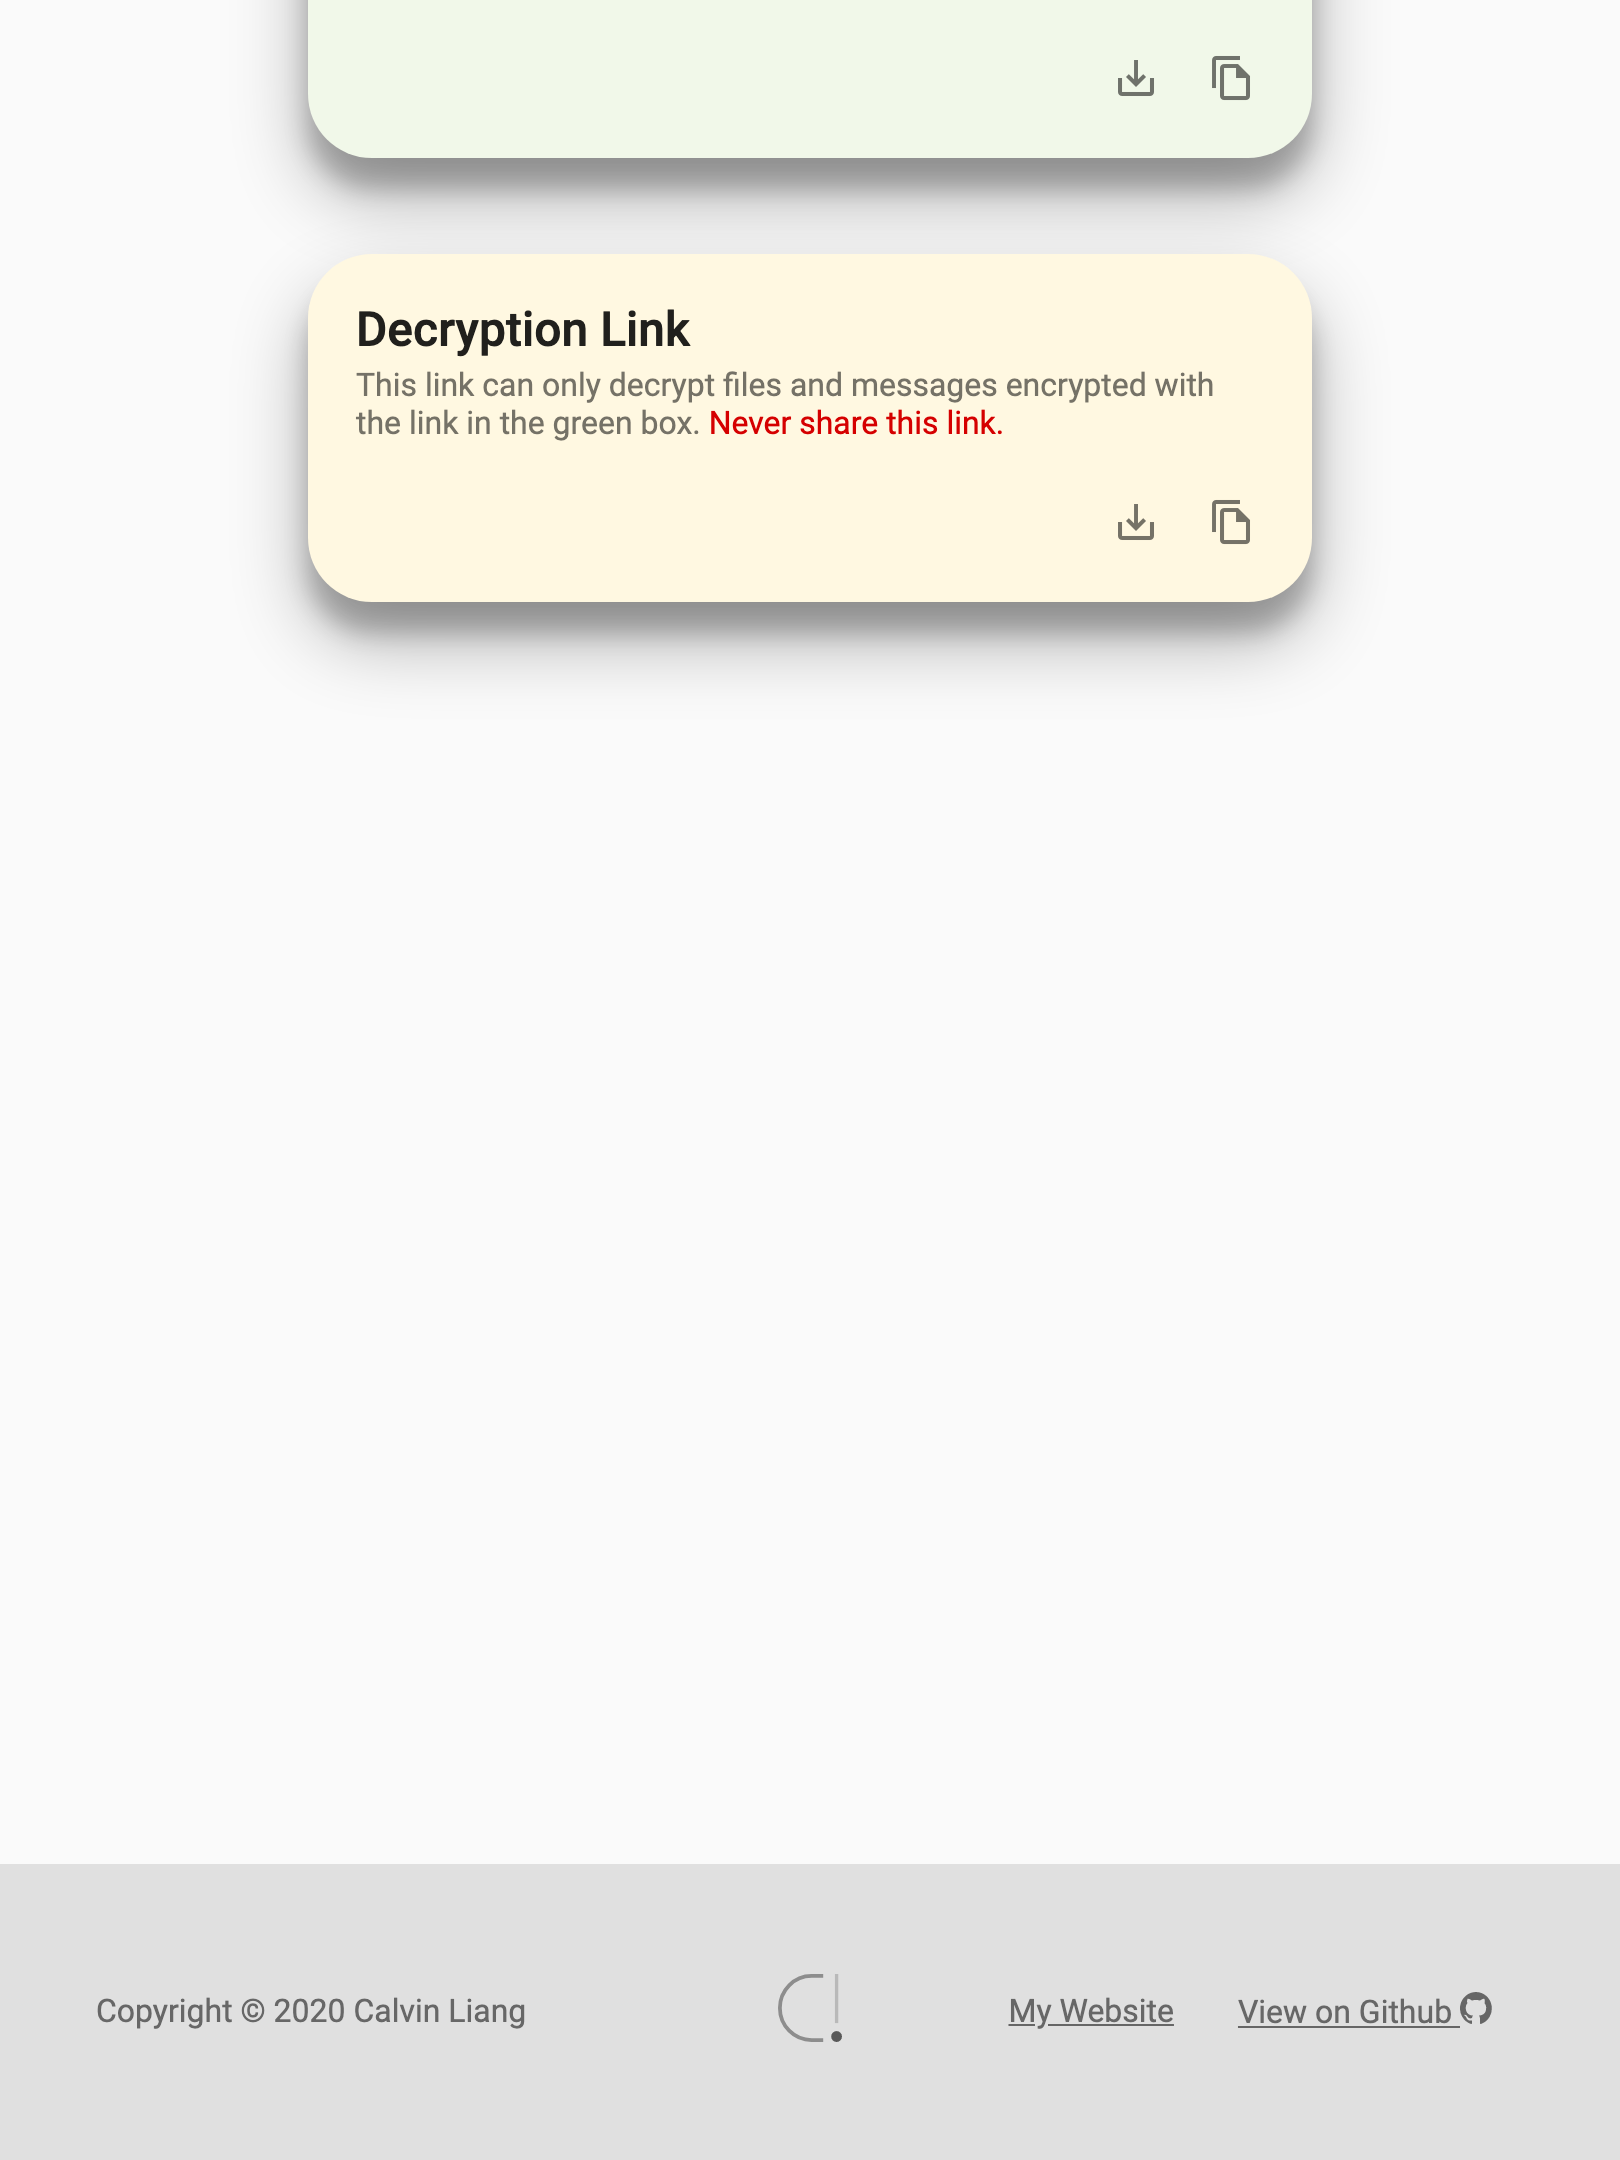 Decryption Link
This link can only decrypt files and messages encrypted with
the link in the green box. Never share this link.
Copyright © 2020 Calvin Liang
My Website
View on Github